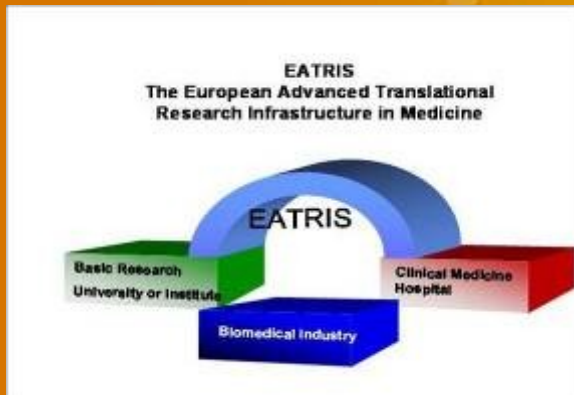 EATRIS
The European Advanced Translational
Research Infrastructure in Medicine
EATRIS
Basic Research
University or Institute
Clinical Medicine
Hospital
Biomedical Industry